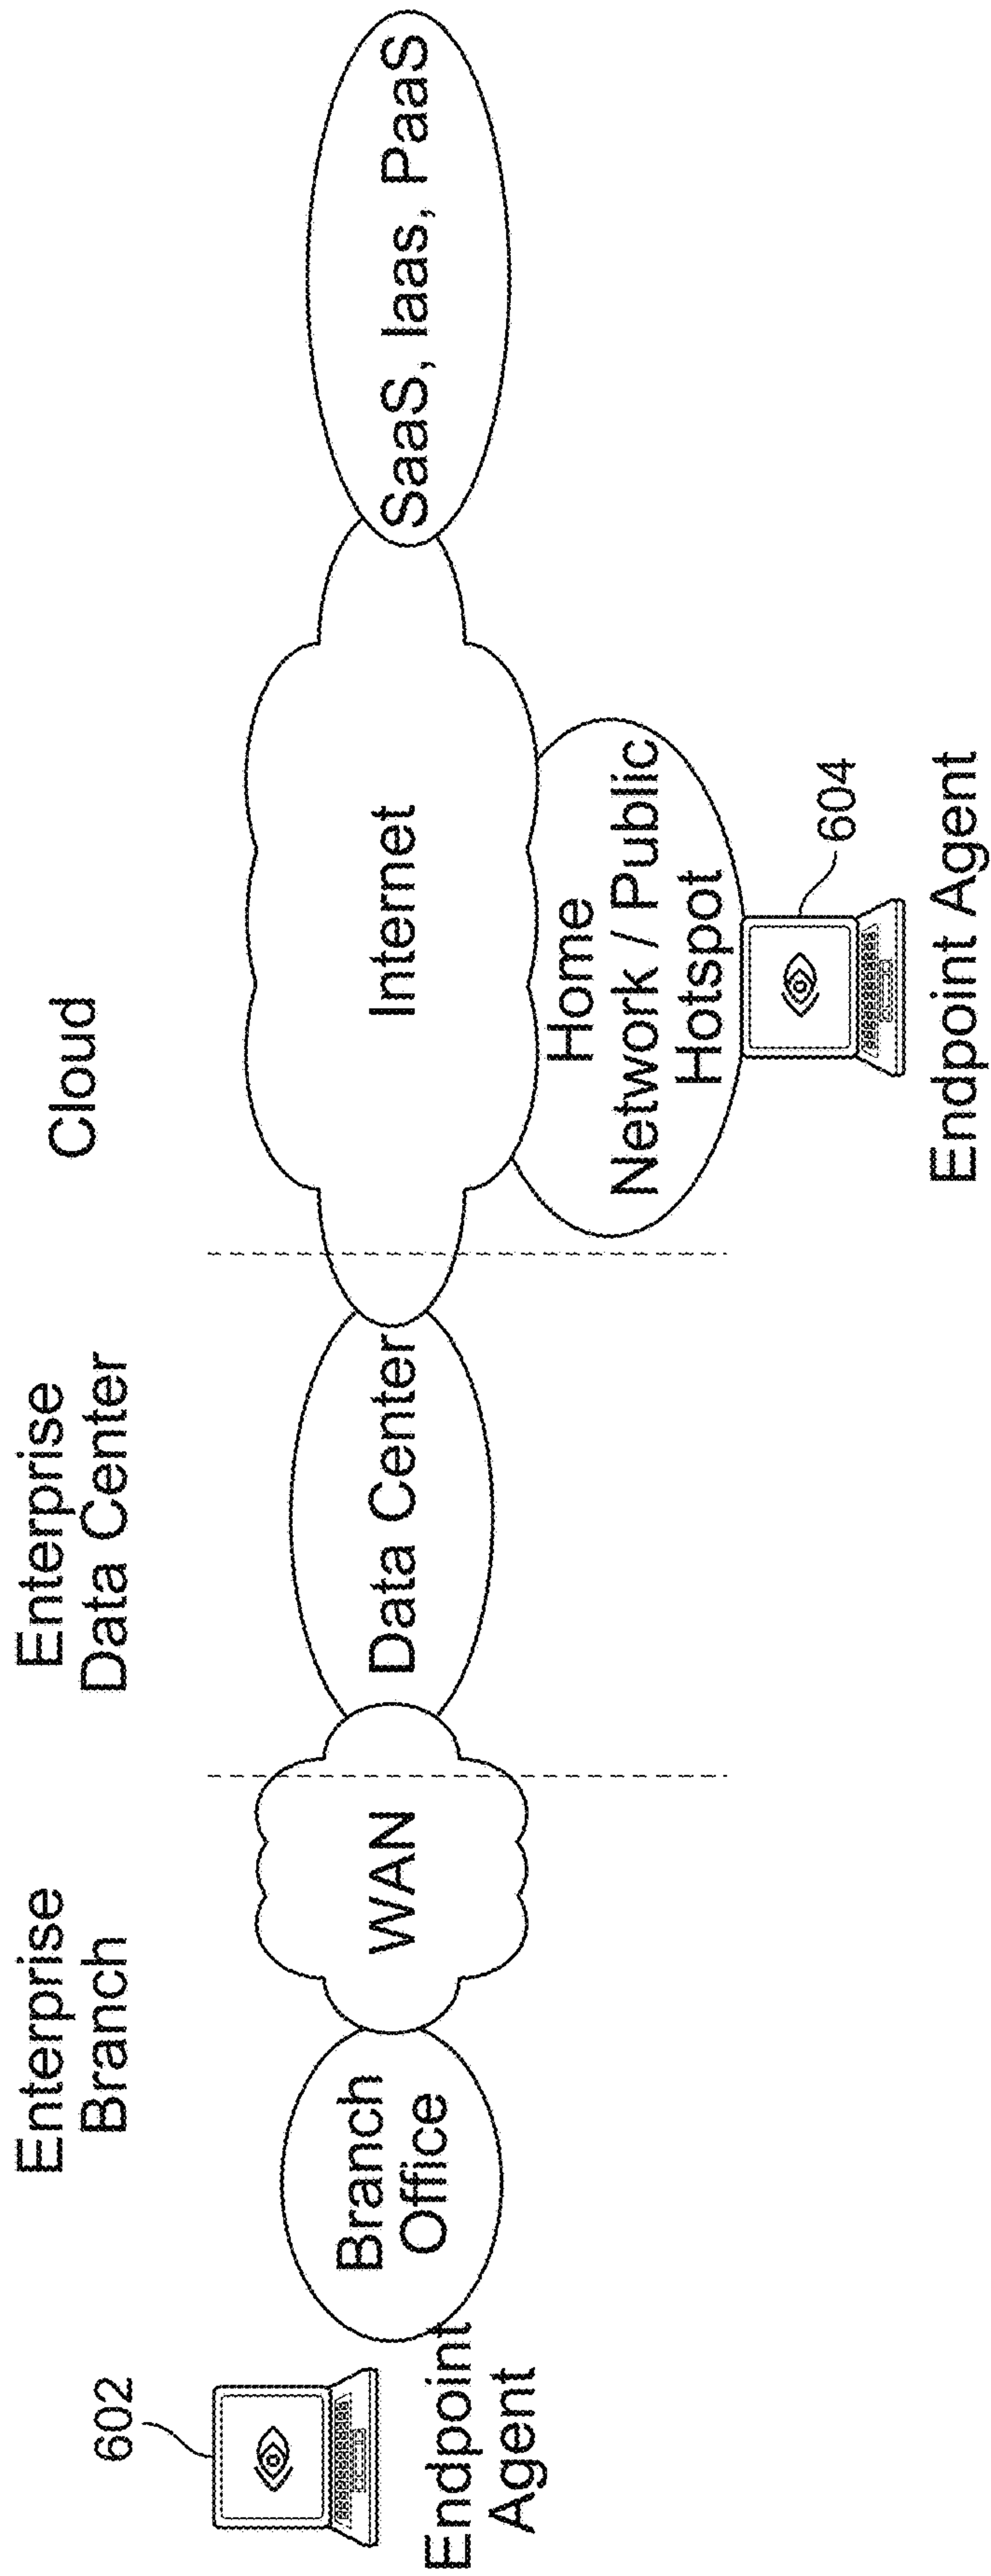 Enterprise
Branch
Enterprise
Data Center
Cloud
602
Endpoint
Agent
Branch
Office
WAN
Data Center
Internet
SaaS, Iaas, PaaS
Home
Network / Public
Hotspot
604
Endpoint Agent